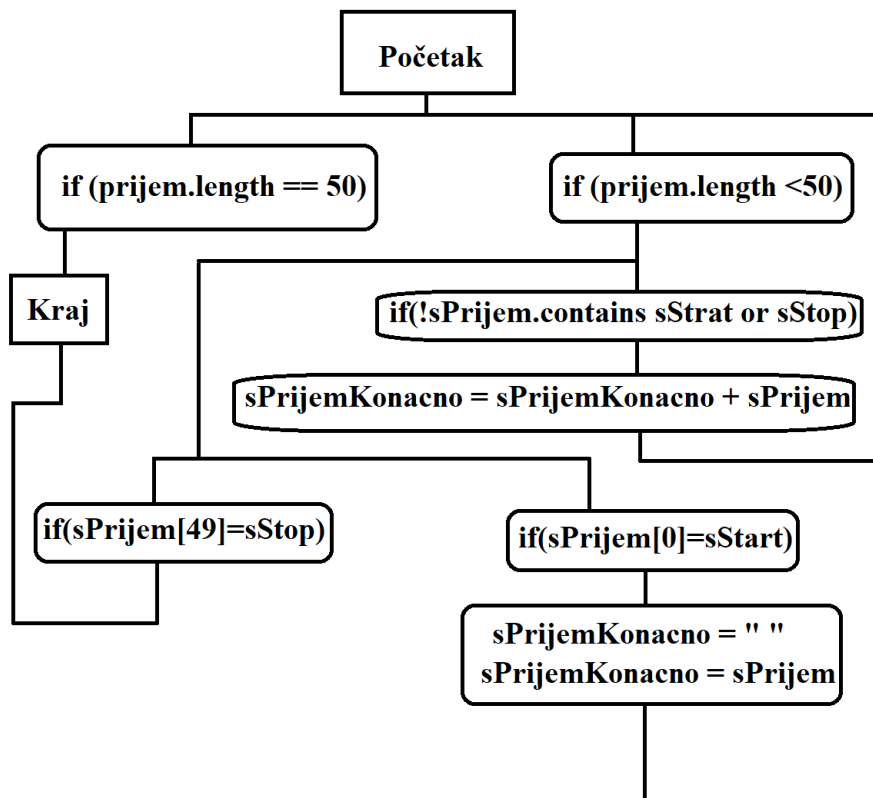 Početak
if (prijem.length == 50)
if (prijem.length <50)
Kraj
if(!sPrijem.contains sStrat or sStop)
sPrijemKonacno = sPrijemKonacno + sPrijem
if(sPrijem[49]=sStop)
if(sPrijem[0]=sStart)
sPrijemKonacno = " "
sPrijemKonacno = sPrijem